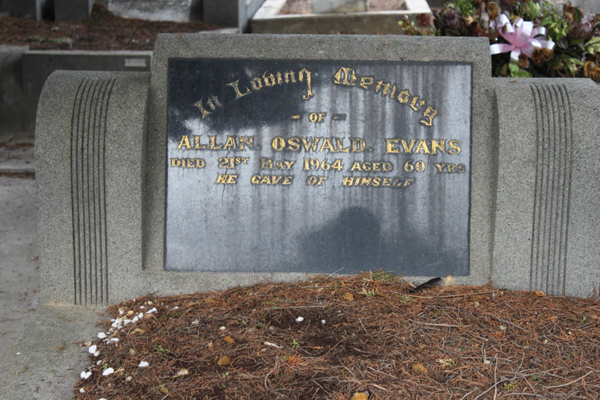 In Loving Memory
- OF -
ALLAN OSWALD EVANS
DIED 21ST MAY 1964 AGED 60 YRS
HE GAVE OF HIMSELF